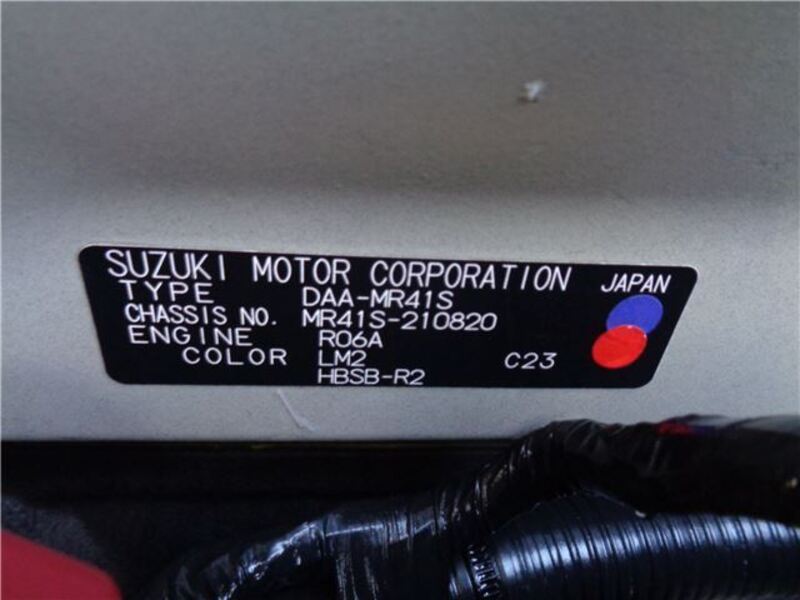 SUZUKI MOTOR CORPORATION JAPAN
TYPE DAA-MR41S
CHASSIS NO. MR41S-210820
ENGINE R06A
COLOR LM2 C23
HBSB-R2